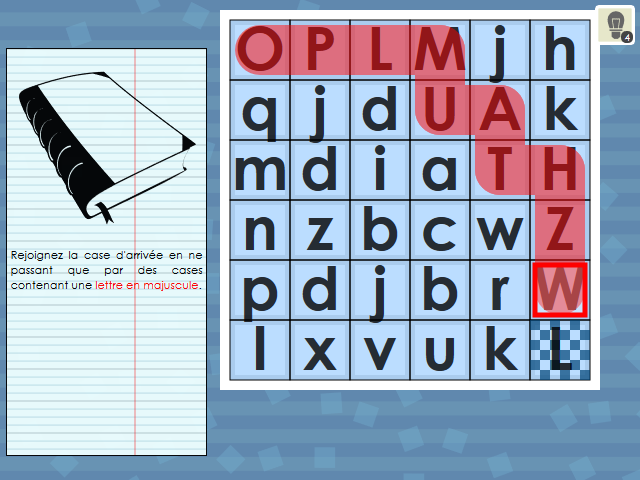 O P L M j h
q j d U A k
m d i a T H
n z b c w Z
p d j b r W
l x v u k L
Rejoignez la case d'arrivée en ne
passant que par des cases
contenant une lettre en majuscule.
4